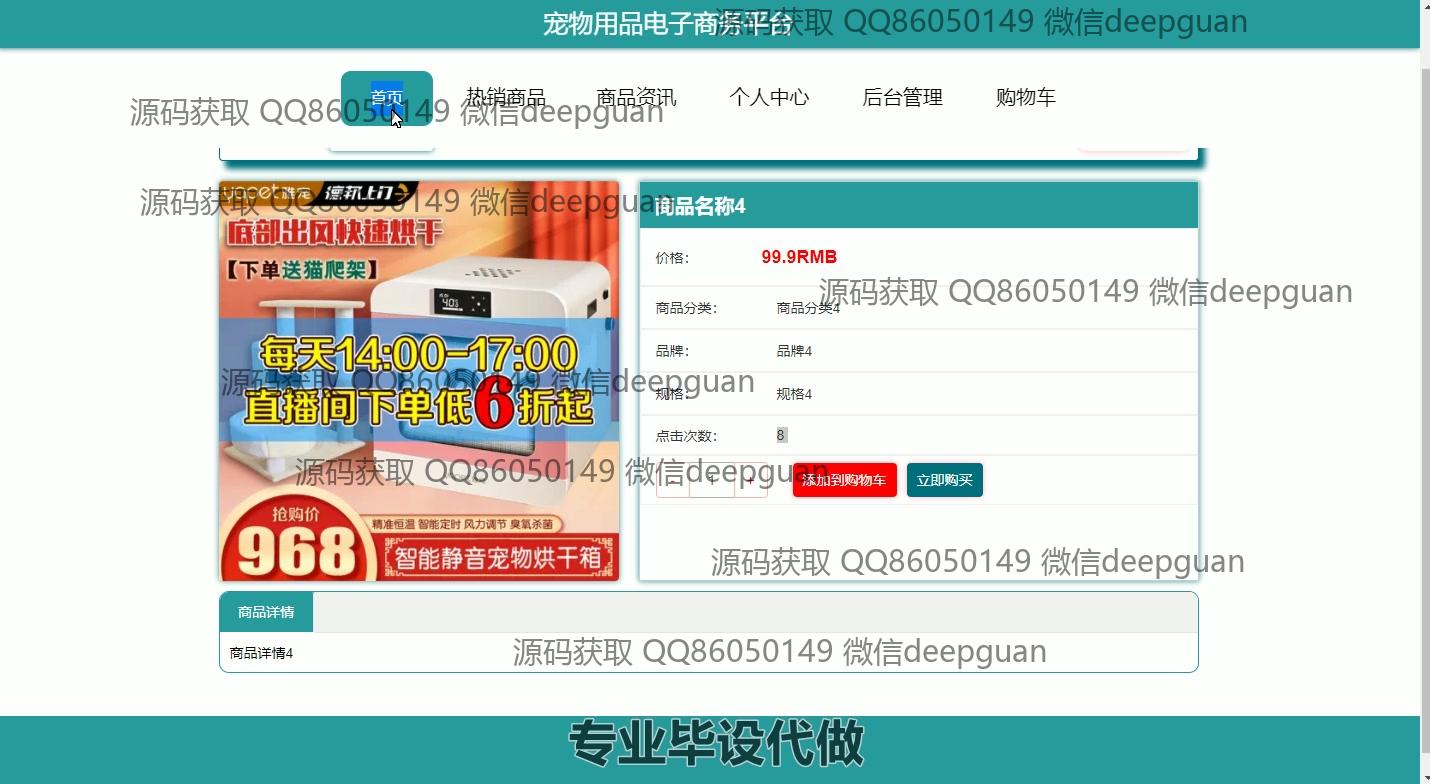 宠物用品电子商务平台
源码获取 QQ86050149 微信deepguan
首页
热销商品
商品资讯
个人中心
后台管理
购物车
源码获取 QQ86050149 微信deepguan
源码获取 QQ86050149 微信deepguan
德邦上门
底部出风快速烘干
【下单送猫爬架】
每天14:00-17:00
直播间下单低6折起
抢购价
968
精准恒温 智能定时 风力调节 臭氧杀菌
智能静音宠物烘干箱
商品名称4
价格： 99.9RMB
源码获取 QQ86050149 微信deepguan
商品分类： 商品分类4
品牌： 品牌4
源码获取 QQ86050149 微信deepguan
规格： 规格4
点击次数： 8
源码获取 QQ86050149 微信deepguan
- 1 +
添加到购物车
立即购买
源码获取 QQ86050149 微信deepguan
商品详情
商品详情4
源码获取 QQ86050149 微信deepguan
专业毕设代做